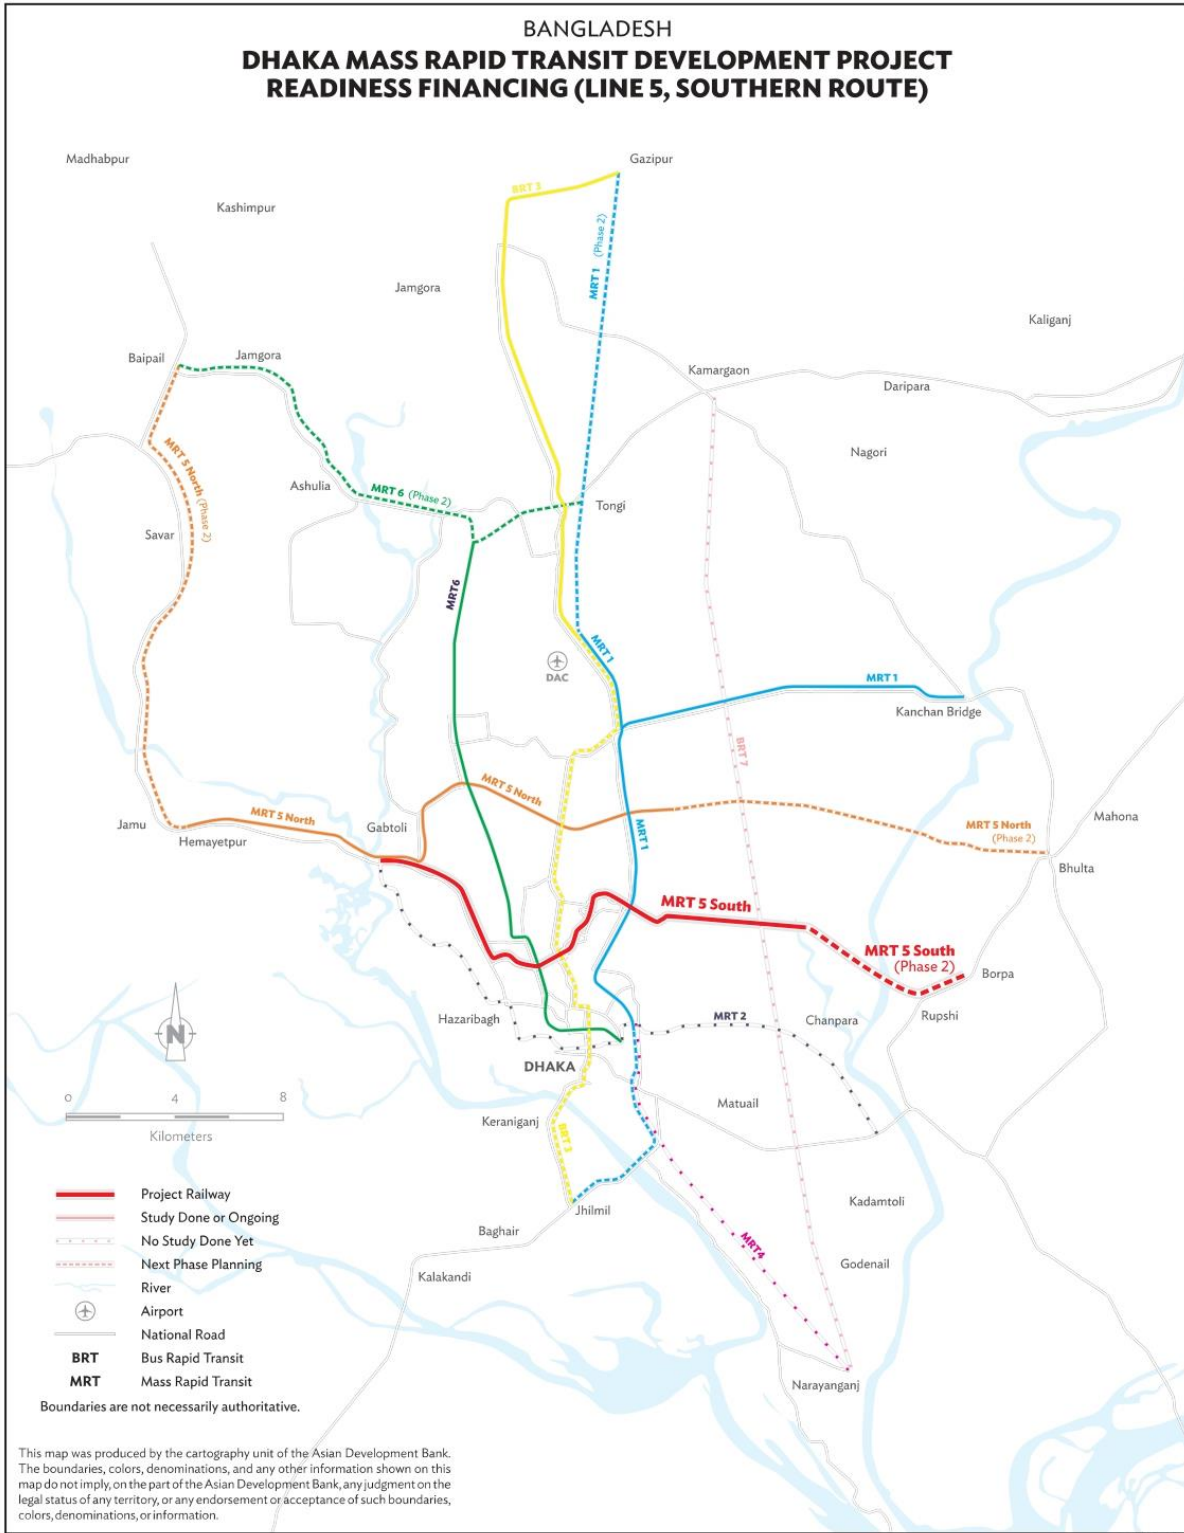 BANGLADESH
DHAKA MASS RAPID TRANSIT DEVELOPMENT PROJECT
READINESS FINANCING (LINE 5, SOUTHERN ROUTE)
Madhabpur
Gazipur
BRT 3
Kashimpur
MRT 1 (Phase 2)
Jamgora
Kaliganj
Baipail
Jamgora
Kamargaon
Daripara
MRT 5 North (Phase 2)
Nagori
Ashulia
MRT 6 (Phase 2)
Tongi
Savar
MRT6
MRT 1
DAC
MRT 1
Kanchan Bridge
BRT 7
MRT 5 North
MRT 5 North
Jamu
Hemayetpur
Gabtoli
MRT 1
MRT 5 North
(Phase 2)
Mahona
Bhulta
MRT 5 South
MRT 5 South
(Phase 2)
Borpa
Rupshi
Hazaribagh
MRT 2
Chanpara
N
DHAKA
0 4 8
Kilometers
Keraniganj
Matuail
BRT 3
Jhilmil
Kadamtoli
Baghair
MRT4
Godenail
Kalakandi
Narayanganj
Project Railway
Study Done or Ongoing
No Study Done Yet
Next Phase Planning
River
Airport
National Road
BRT Bus Rapid Transit
MRT Mass Rapid Transit
Boundaries are not necessarily authoritative.
This map was produced by the cartography unit of the Asian Development Bank.
The boundaries, colors, denominations, and any other information shown on this
map do not imply, on the part of the Asian Development Bank, any judgment on the
legal status of any territory, or any endorsement or acceptance of such boundaries,
colors, denominations, or information.